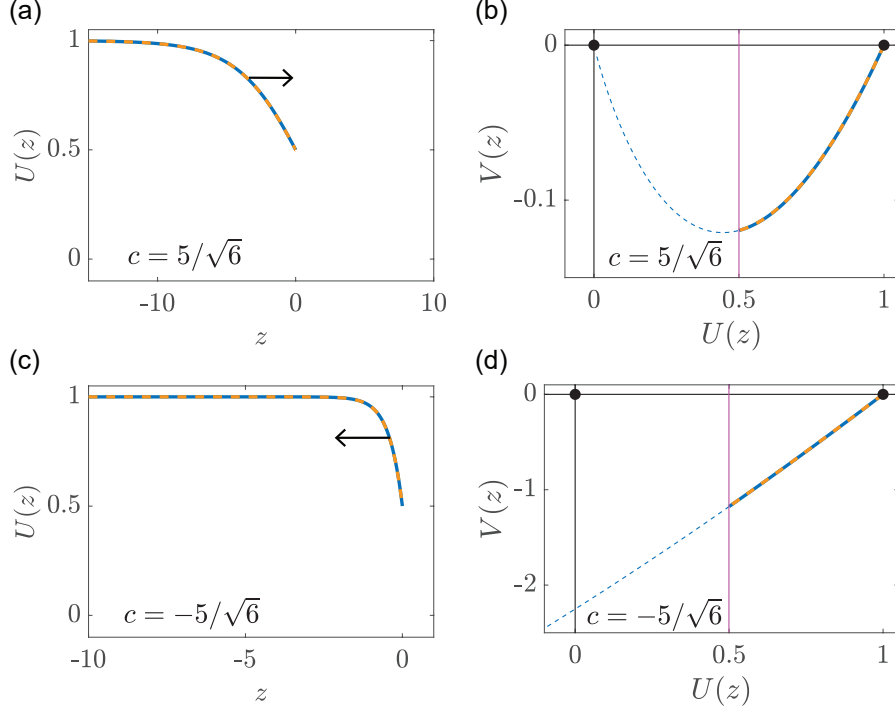 (a)
1
0.5
0
U(z)
c = 5/√6
-10
0
10
z
(b)
0
-0.1
V(z)
c = 5/√6
0
0.5
1
U(z)
(c)
1
0.5
0
U(z)
c = −5/√6
-10
-5
0
z
(d)
0
-1
-2
V(z)
c = −5/√6
0
0.5
1
U(z)